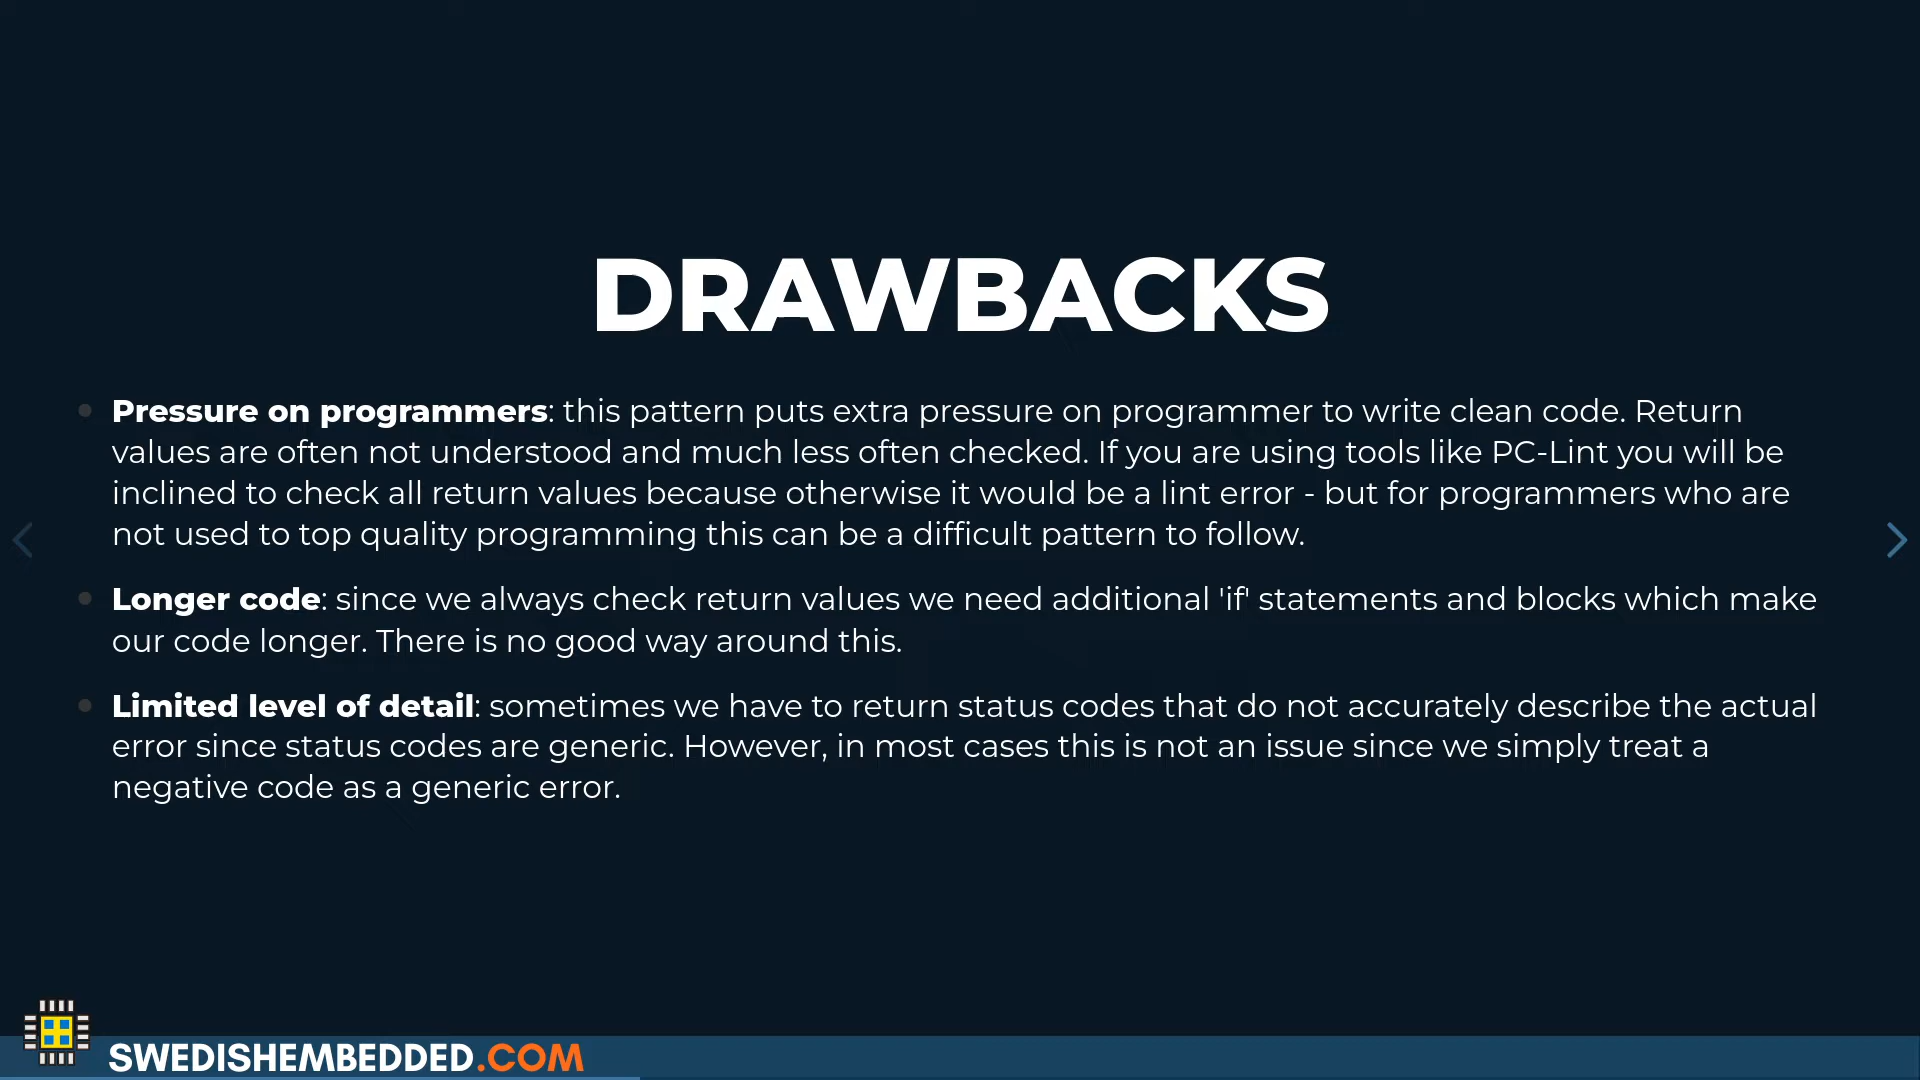 DRAWBACKS
Pressure on programmers: this pattern puts extra pressure on programmer to write clean code. Return
values are often not understood and much less often checked. If you are using tools like PC-Lint you will be
inclined to check all return values because otherwise it would be a lint error - but for programmers who are
not used to top quality programming this can be a difficult pattern to follow.
Longer code: since we always check return values we need additional 'if' statements and blocks which make
our code longer. There is no good way around this.
Limited level of detail: sometimes we have to return status codes that do not accurately describe the actual
error since status codes are generic. However, in most cases this is not an issue since we simply treat a
negative code as a generic error.
SWEDISHEMBEDDED.COM